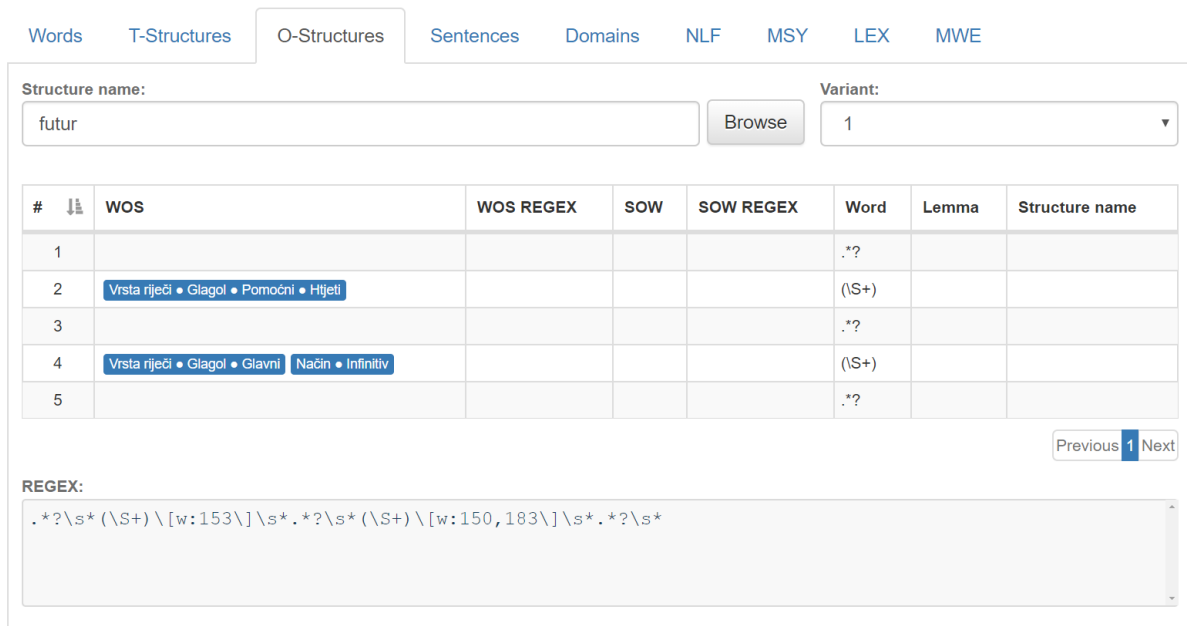 Words T-Structures O-Structures Sentences Domains NLF MSY LEX MWE
Structure name: Variant:
futur Browse 1
# WOS WOS REGEX SOW SOW REGEX Word Lemma Structure name
1 .*?
2 Vrsta riječi ● Glagol ● Pomoćni ● Htjeti (\S+)
3 .*?
4 Vrsta riječi ● Glagol ● Glavni Način ● Infinitiv (\S+)
5 .*?
Previous 1 Next
REGEX:
.*?\s*(\S+)\[w:153\]\s*.*?\s*(\S+)\[w:150,183\]\s*.*?\s*